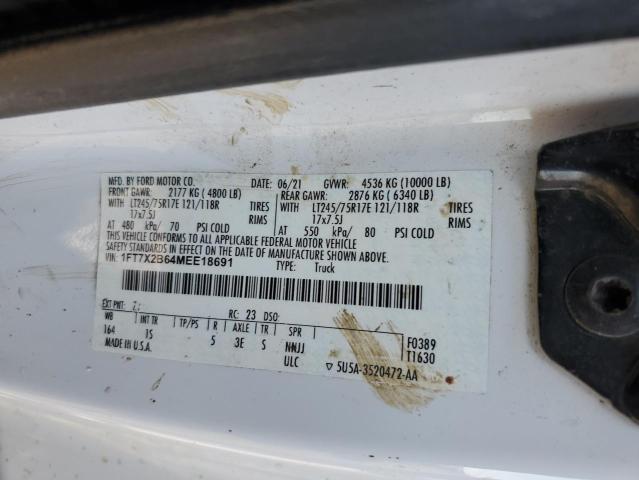 MFD. BY FORD MOTOR CO. DATE: 06/21 GVWR: 4536 KG (10000 LB)
FRONT GAWR: 2177 KG (4800 LB) REAR GAWR: 2876 KG (6340 LB)
WITH LT245/75R17E 121/118R TIRES WITH LT245/75R17E 121/118R TIRES
17x7.5J RIMS 17x7.5J RIMS
AT 480 kPa/ 70 PSI COLD AT 550 kPa/ 80 PSI COLD
THIS VEHICLE CONFORMS TO ALL APPLICABLE FEDERAL MOTOR VEHICLE
SAFETY STANDARDS IN EFFECT ON THE DATE OF MANUFACTURE SHOWN ABOVE.
VIN: 1FT7X2B64MEE18691 TYPE: Truck
EXT PNT: RC: 23 DSO:
WB INT TR TP/PS R AXLE TR SPR F0389
164 IS 5 3E S NNJJ T1630
MADE IN U.S.A. ULC ▽ 5U5A-3520472-AA